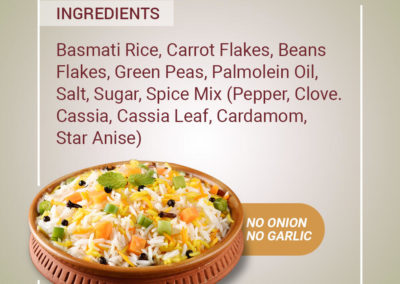 INGREDIENTS
Basmati Rice, Carrot Flakes, Beans
Flakes, Green Peas, Palmolein Oil,
Salt, Sugar, Spice Mix (Pepper, Clove.
Cassia, Cassia Leaf, Cardamom,
Star Anise)
NO ONION
NO GARLIC